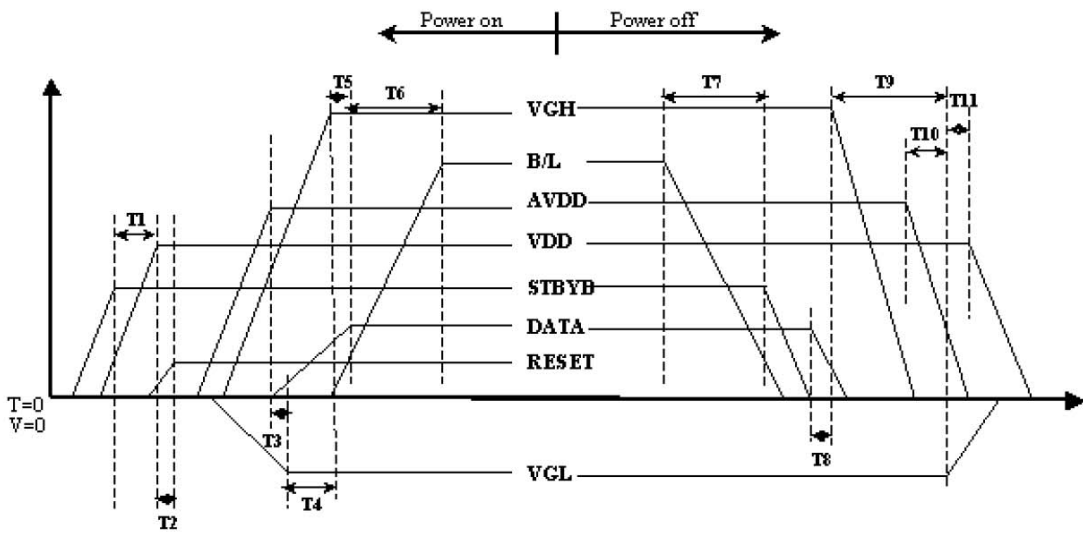 Power on Power off
T5
T6
T7
T9
T11
VGH
T10
B/L
AVDD
T1
VDD
STBYB
DATA
RESET
T=0
V=0
T3
T8
VGL
T4
T2